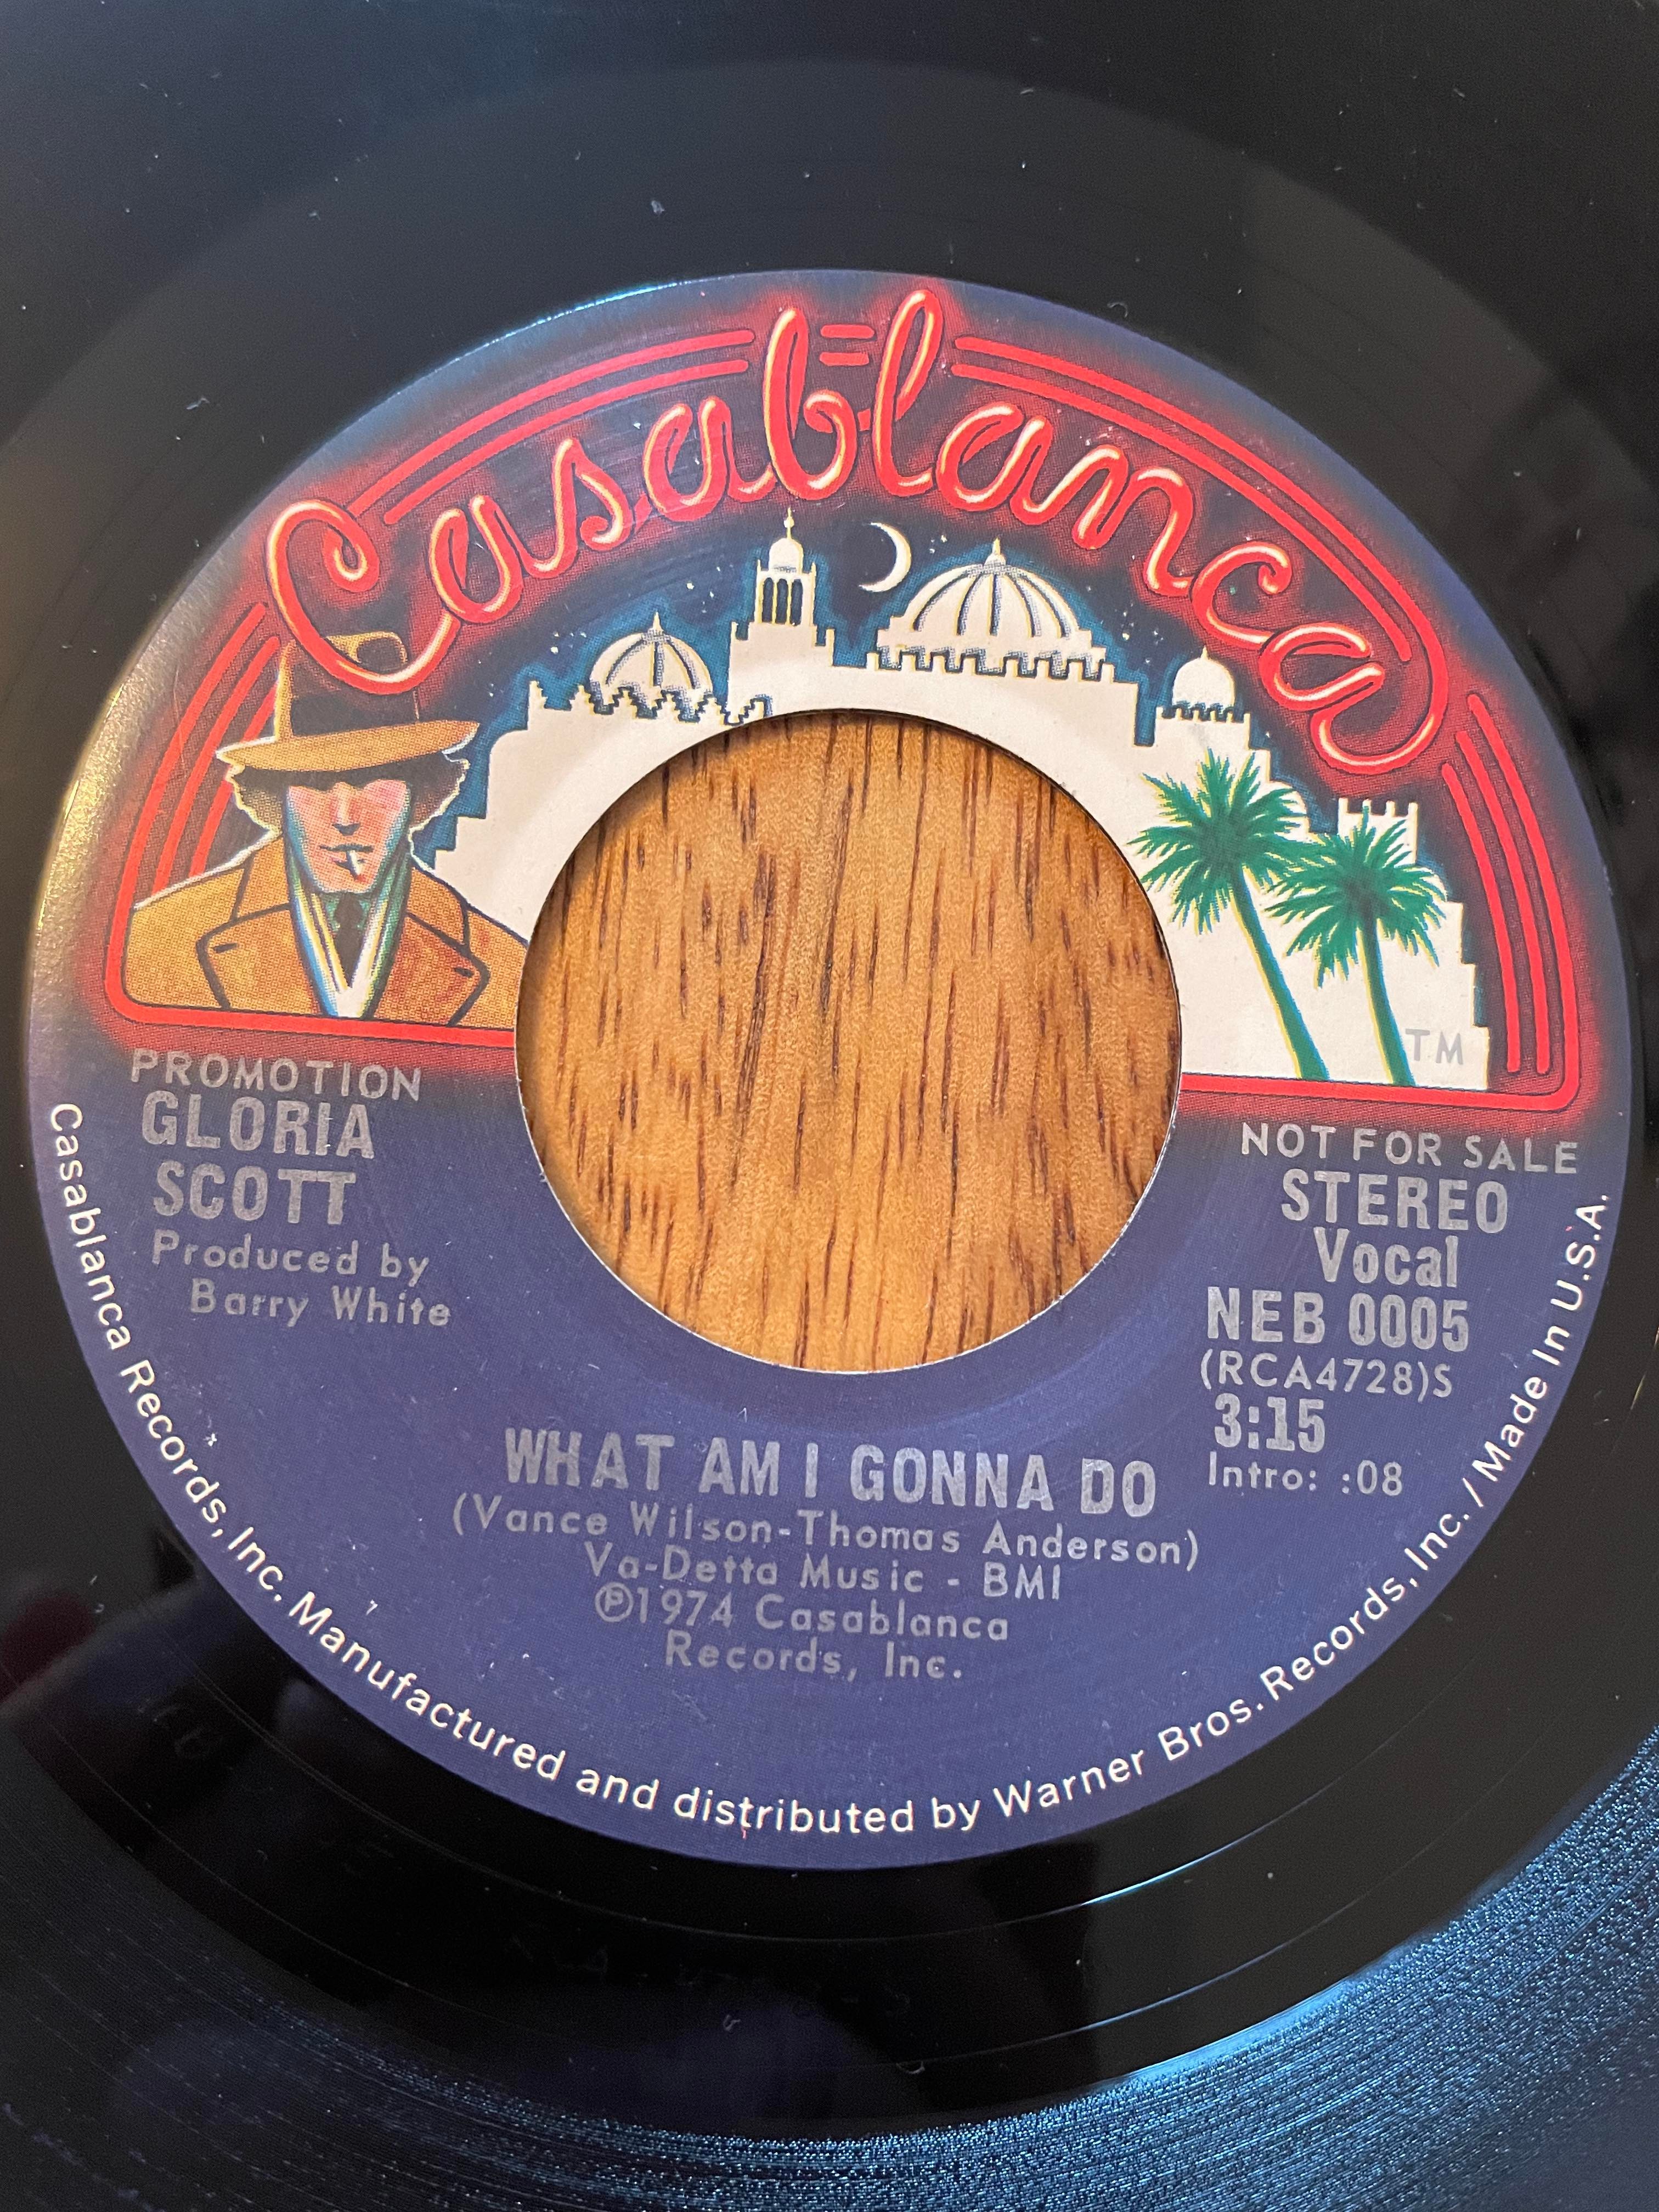 Casablanca
TM
PROMOTION
GLORIA
SCOTT
Produced by
Barry White
NOT FOR SALE
STEREO
Vocal
NEB 0005
(RCA4728)S
3:15
Intro: :08
WHAT AM I GONNA DO
(Vance Wilson-Thomas Anderson)
Va-Detta Music - BMI
℗1974 Casablanca
Records, Inc.
Casablanca Records, Inc. Manufactured and distributed by Warner Bros. Records, Inc. / Made In U.S.A.